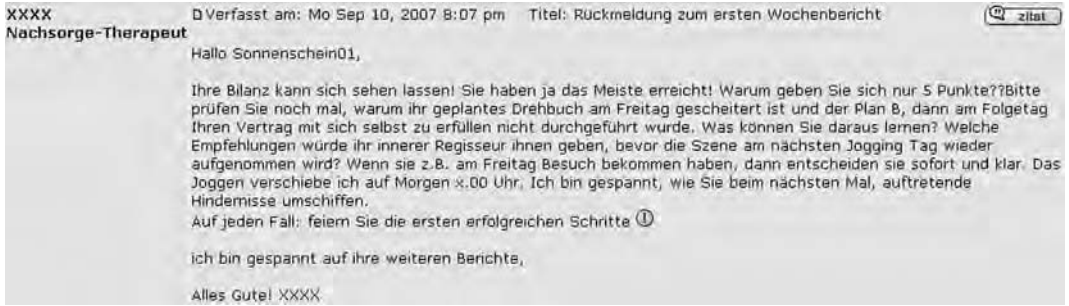 XXXX Verfasst am: Mo Sep 10, 2007 8:07 pm Titel: Rückmeldung zum ersten Wochenbericht zitat
Nachsorge-Therapeut
Hallo Sonnenschein01,
Ihre Bilanz kann sich sehen lassen! Sie haben ja das Meiste erreicht! Warum geben Sie sich nur 5 Punkte??Bitte
prüfen Sie noch mal, warum ihr geplantes Drehbuch am Freitag gescheitert ist und der Plan B, dann am Folgetag
Ihren Vertrag mit sich selbst zu erfüllen nicht durchgeführt wurde. Was können Sie daraus lernen? Welche
Empfehlungen würde ihr innerer Regisseur ihnen geben, bevor die Szene am nächsten Jogging Tag wieder
aufgenommen wird? Wenn sie z.B. am Freitag Besuch bekommen haben, dann entscheiden sie sofort und klar. Das
Joggen verschiebe ich auf Morgen x.00 Uhr. Ich bin gespannt, wie Sie beim nächsten Mal, auftretende
Hindernisse umschiffen.
Auf jeden Fall: feiern Sie die ersten erfolgreichen Schritte
ich bin gespannt auf ihre weiteren Berichte,
Alles Gute! XXXX